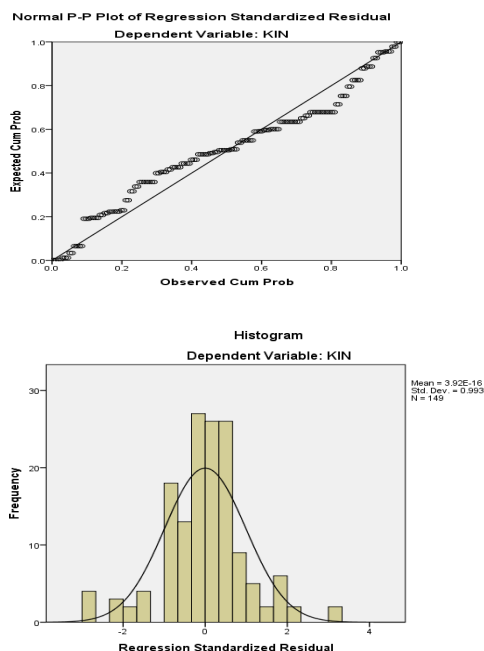 Normal P-P Plot of Regression Standardized Residual
Dependent Variable: KIN
1.0
0.8
0.6
0.4
0.2
0.0
Expected Cum Prob
0.0 0.2 0.4 0.6 0.8 1.0
Observed Cum Prob
Histogram
Dependent Variable: KIN
Mean = 3.92E-16
Std. Dev. = 0.993
N = 149
30
20
10
0
Frequency
-2 0 2 4
Regression Standardized Residual